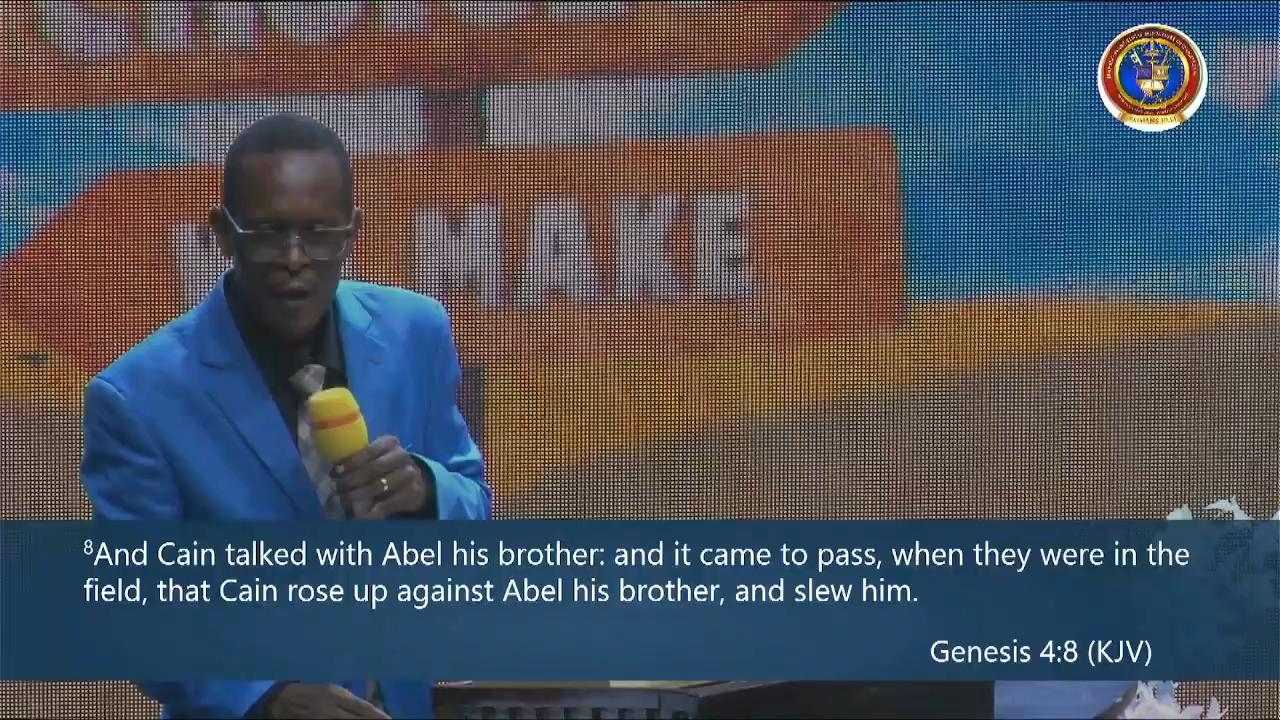 MAKE
⁸And Cain talked with Abel his brother: and it came to pass, when they were in the
field, that Cain rose up against Abel his brother, and slew him.
Genesis 4:8 (KJV)